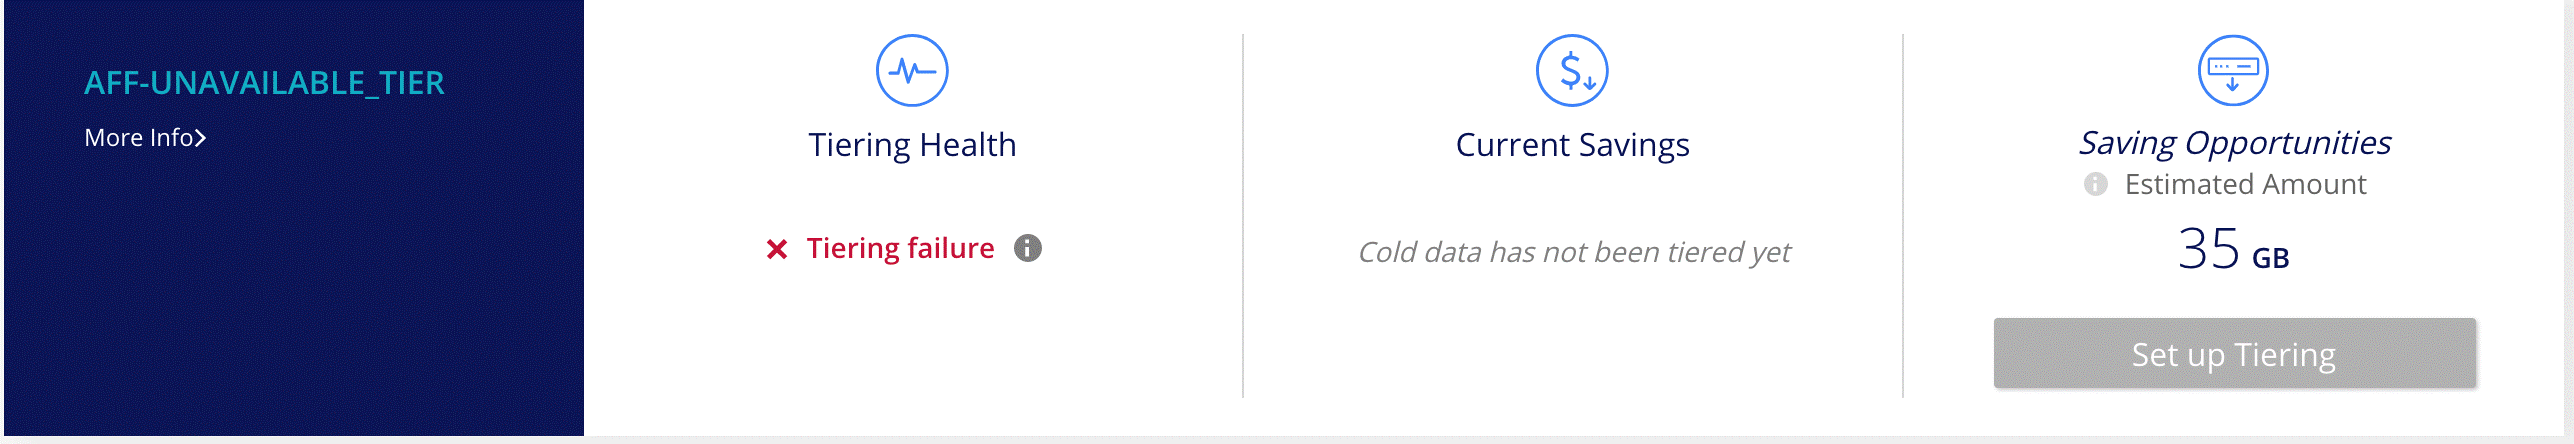 AFF-UNAVAILABLE_TIER
More Info
Tiering Health
Tiering failure
Current Savings
Cold data has not been tiered yet
Saving Opportunities
Estimated Amount
35 GB
Set up Tiering